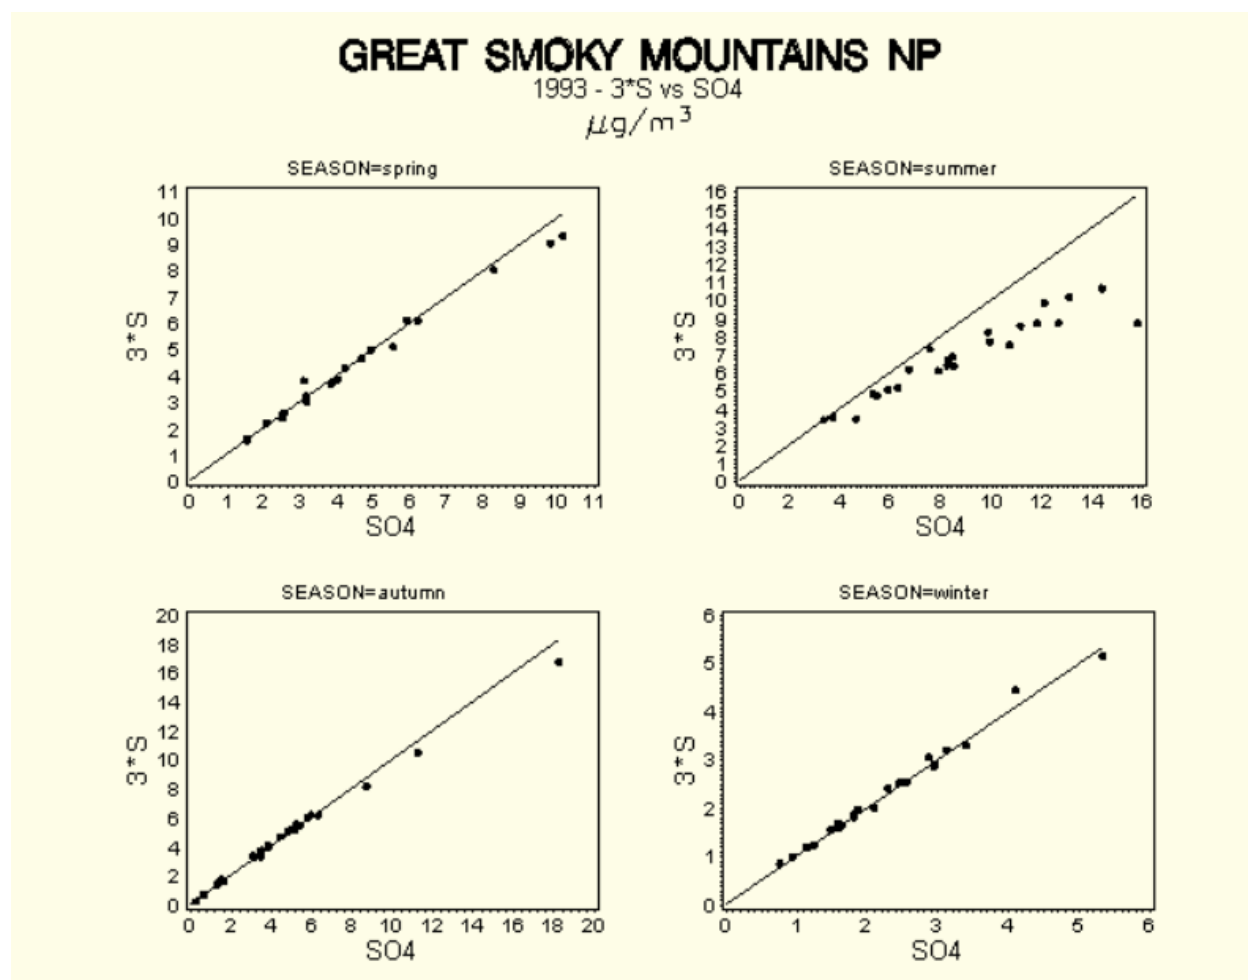 GREAT SMOKY MOUNTAINS NP
1993 - 3*S vs SO4
μg/m³
SEASON=spring
11
10
9
8
7
6
5
4
3
2
1
0
3*S
0 1 2 3 4 5 6 7 8 9 10 11
SO4
SEASON=summer
16
15
14
13
12
11
10
9
8
7
6
5
4
3
2
1
0
3*S
0 2 4 6 8 10 12 14 16
SO4
SEASON=autumn
20
18
16
14
12
10
8
6
4
2
0
3*S
0 2 4 6 8 10 12 14 16 18 20
SO4
SEASON=winter
6
5
4
3
2
1
0
3*S
0 1 2 3 4 5 6
SO4